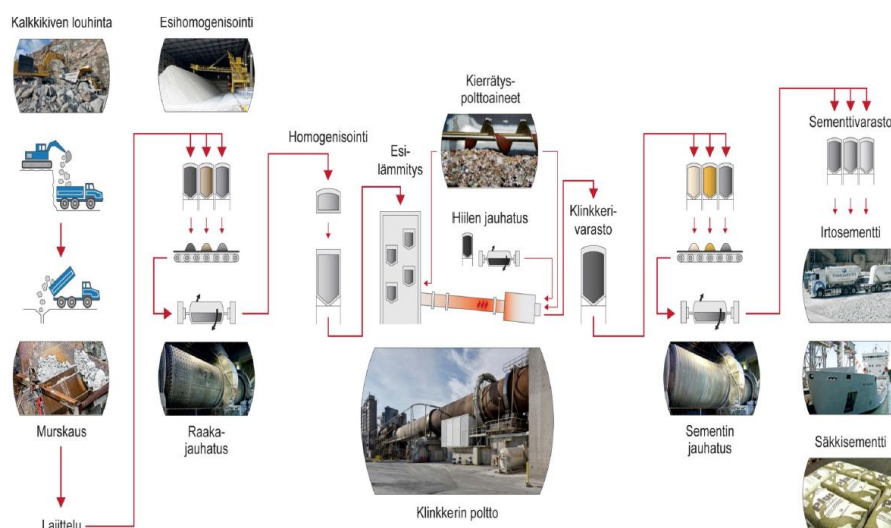 Kalkkikiven louhinta
Esihomogenisointi
Kierrätys-
polttoaineet
Sementtivarasto
Homogenisointi
Esi-
lämmitys
Hiilen jauhatus
Klinkkeri-
varasto
Irtosementti
Murskaus
Raaka-
jauhatus
Sementin
jauhatus
Säkkisementti
Plus
Klinkkerin poltto
Lajittelu